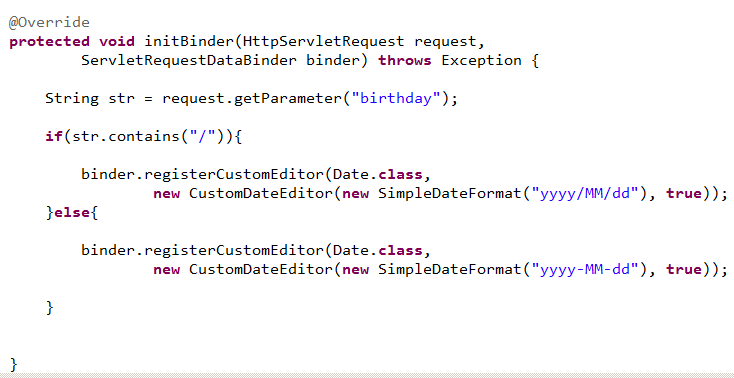 @Override
protected void initBinder(HttpServletRequest request,
        ServletRequestDataBinder binder) throws Exception {
    String str = request.getParameter("birthday");
    if(str.contains("/")){
        binder.registerCustomEditor(Date.class,
                new CustomDateEditor(new SimpleDateFormat("yyyy/MM/dd"), true));
    }else{
        binder.registerCustomEditor(Date.class,
                new CustomDateEditor(new SimpleDateFormat("yyyy-MM-dd"), true));
    }
}